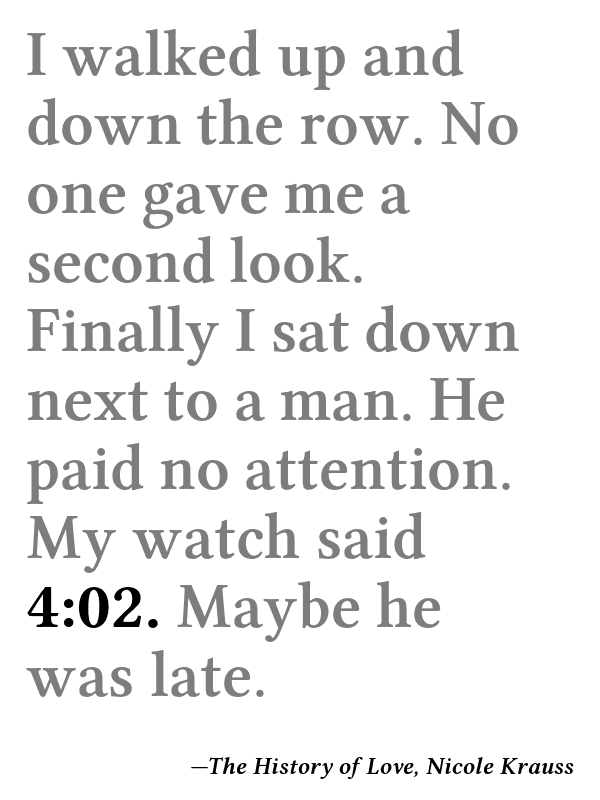 I walked up and
down the row. No
one gave me a
second look.
Finally I sat down
next to a man. He
paid no attention.
My watch said
4:02. Maybe he
was late.
—The History of Love, Nicole Krauss